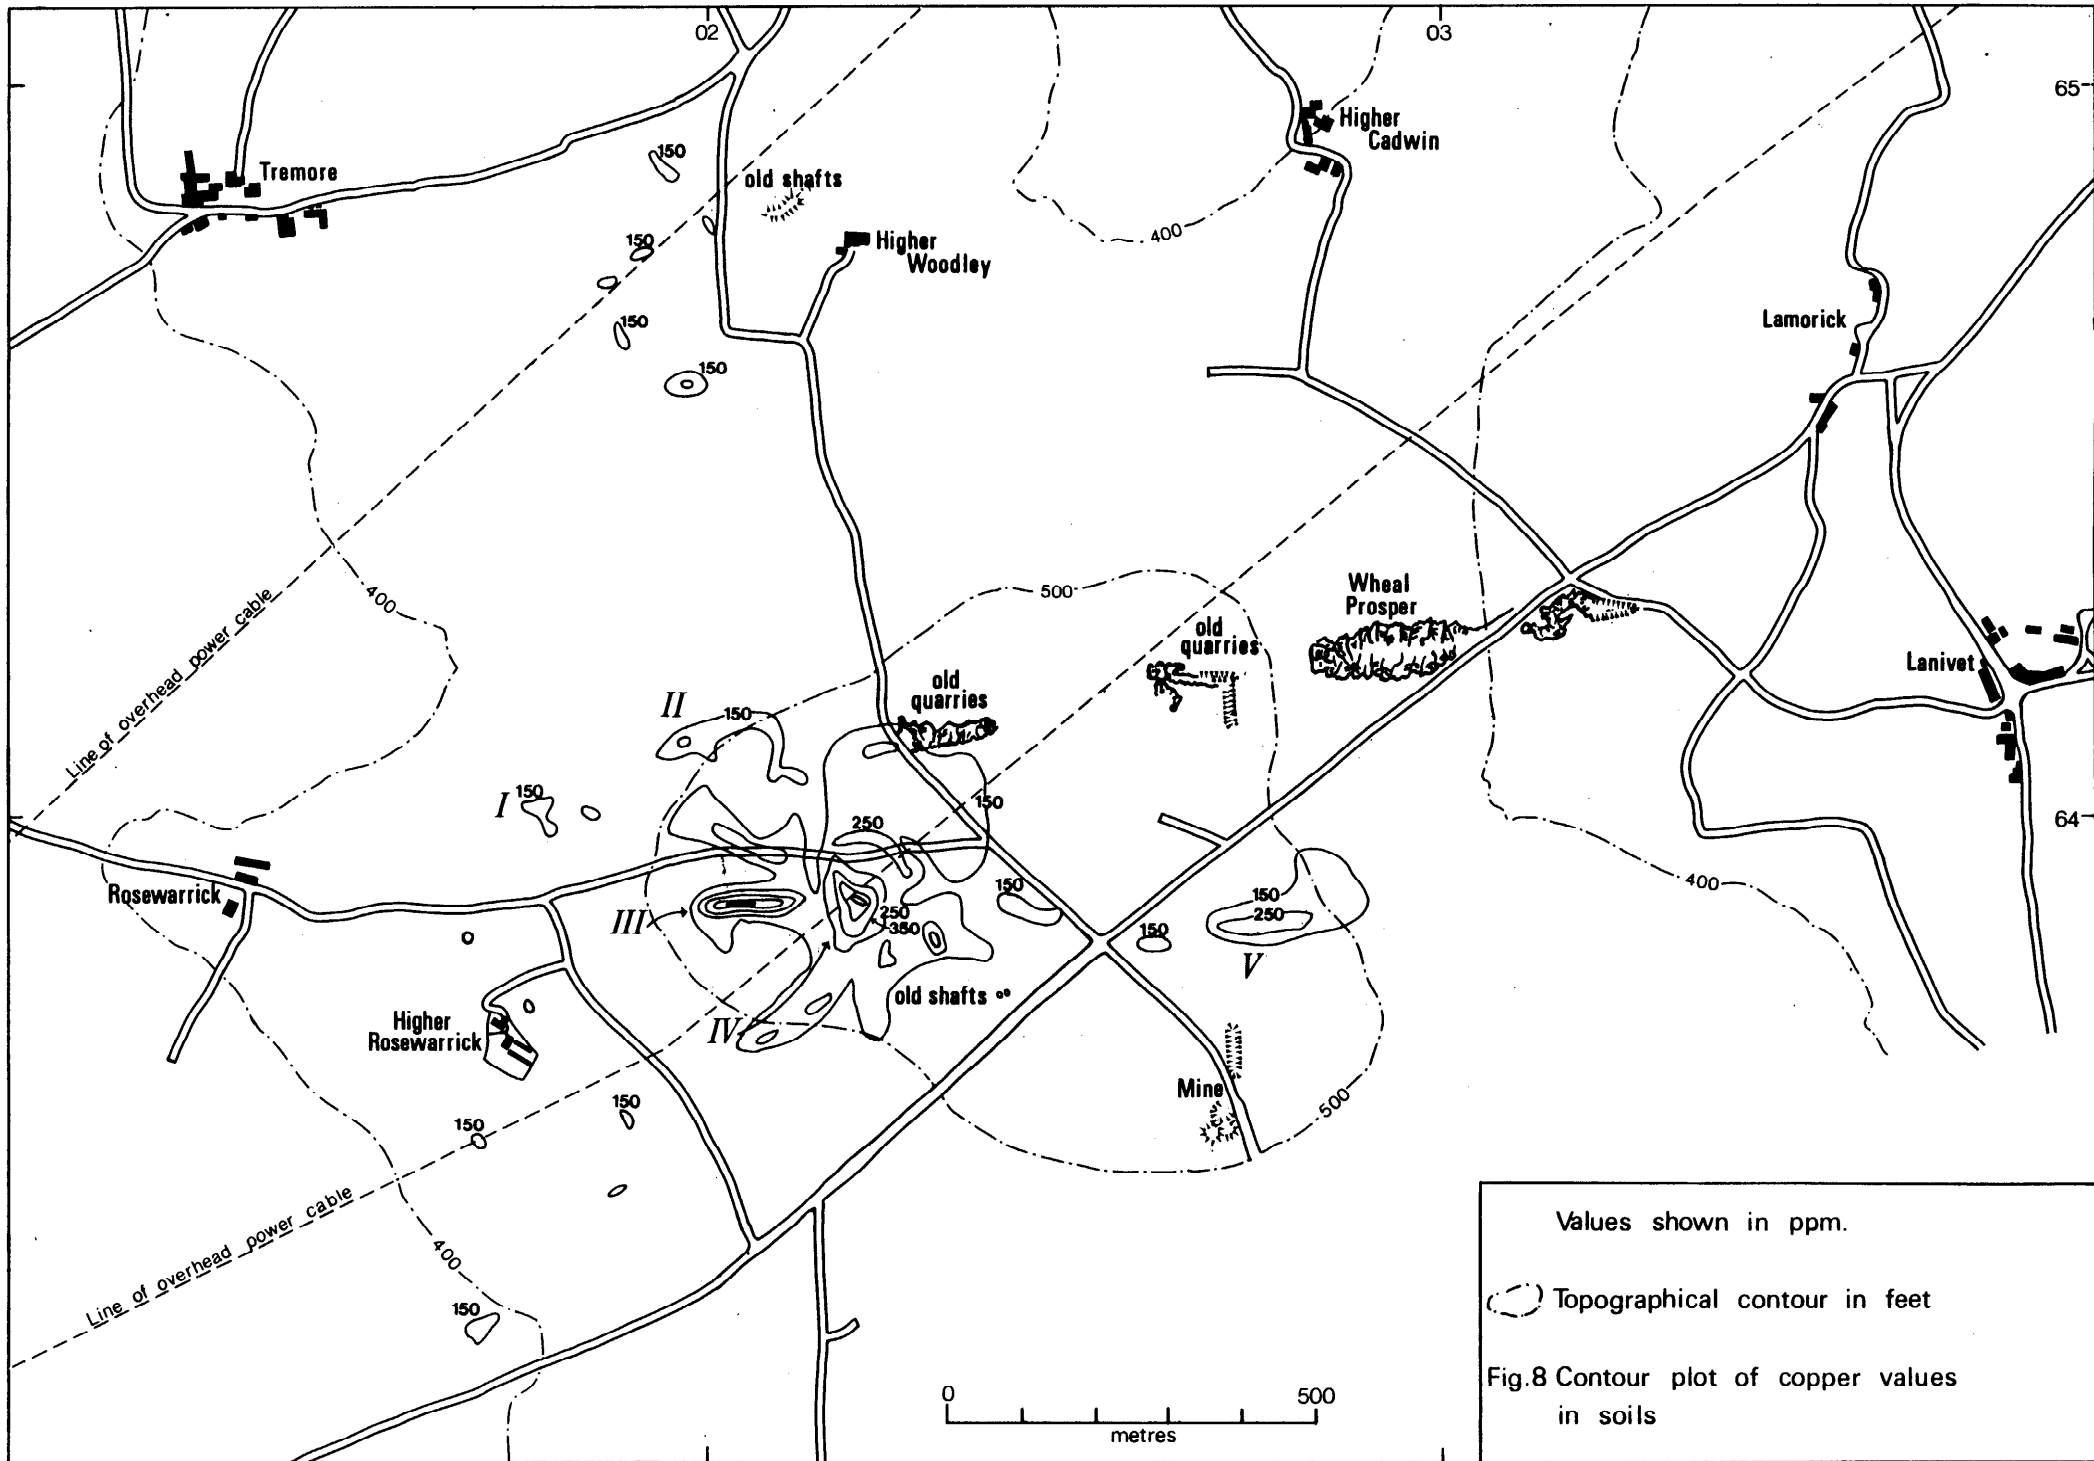 02
03
65
Higher
Cadwin
150
Tremore
old shafts
400
150
Higher
Woodley
150
Lamorick
150
500
Wheal
Prosper
400
Line of overhead power cable
old
quarries
old
quarries
Lanivet
II
150
I
150
150
64
250
Rosewarrick
III
150
250
350
150
250
150
V
400
old shafts
IV
Higher
Rosewarrick
Mine
500
150
150
Line of overhead power cable
400
150
0
500
metres
Values shown in ppm.
Topographical contour in feet
Fig.8 Contour plot of copper values
in soils